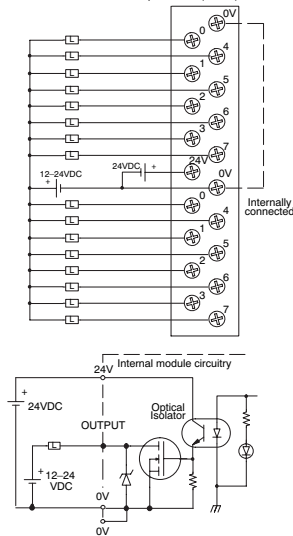 0V
L
0
L
4
L
1
L
5
L
2
L
6
L
3
L
7
24VDC
+
24V
12–24VDC
+
0V
Internally
connected
L
0
L
4
L
1
L
5
L
2
L
6
L
3
L
7
Internal module circuitry
24V
+
24VDC
Optical
Isolator
OUTPUT
L
+
12–24
VDC
0V
0V